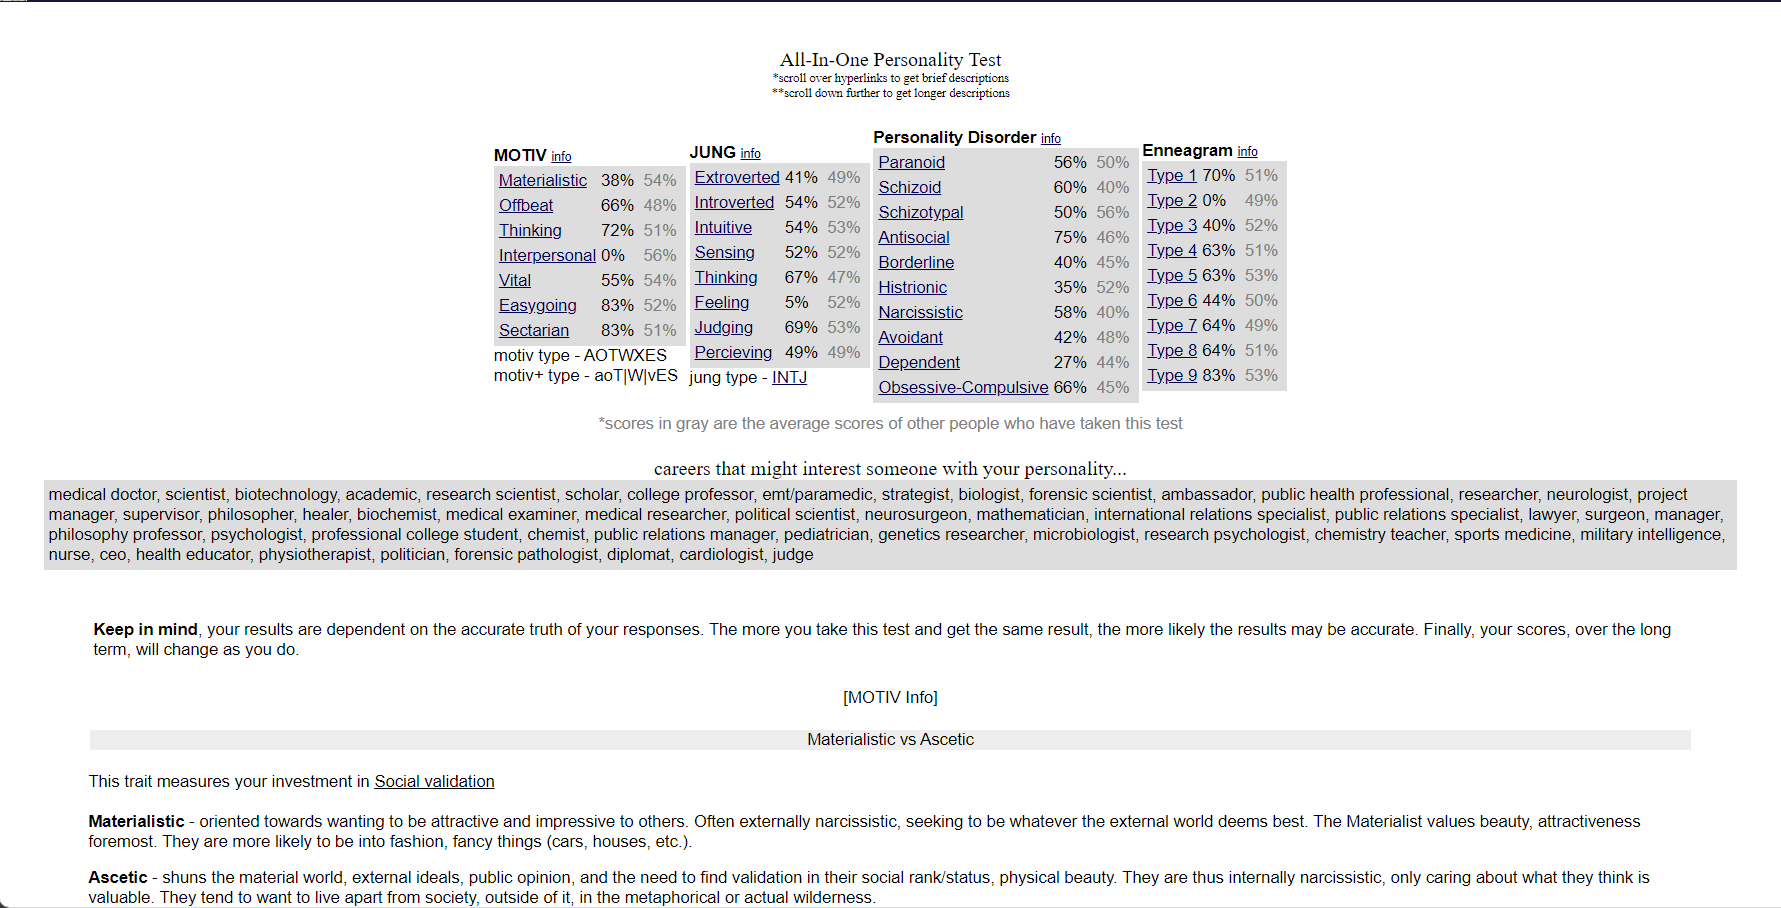 All-In-One Personality Test
*scroll over hyperlinks to get brief descriptions
**scroll down further to get longer descriptions
MOTIV info
Materialistic 38% 54%
Offbeat 66% 48%
Thinking 72% 51%
Interpersonal 0% 56%
Vital 55% 54%
Easygoing 83% 52%
Sectarian 83% 51%
motiv type - AOTWXES
motiv+ type - aoT|W|vES
JUNG info
Extroverted 41% 49%
Introverted 54% 52%
Intuitive 54% 53%
Sensing 52% 52%
Thinking 67% 47%
Feeling 5% 52%
Judging 69% 53%
Percieving 49% 49%
jung type - INTJ
Personality Disorder info
Paranoid 56% 50%
Schizoid 60% 40%
Schizotypal 50% 56%
Antisocial 75% 46%
Borderline 40% 45%
Histrionic 35% 52%
Narcissistic 58% 40%
Avoidant 42% 48%
Dependent 27% 44%
Obsessive-Compulsive 66% 45%
Enneagram info
Type 1 70% 51%
Type 2 0% 49%
Type 3 40% 52%
Type 4 63% 51%
Type 5 63% 53%
Type 6 44% 50%
Type 7 64% 49%
Type 8 64% 51%
Type 9 83% 53%
*scores in gray are the average scores of other people who have taken this test
careers that might interest someone with your personality...
medical doctor, scientist, biotechnology, academic, research scientist, scholar, college professor, emt/paramedic, strategist, biologist, forensic scientist, ambassador, public health professional, researcher, neurologist, project
manager, supervisor, philosopher, healer, biochemist, medical examiner, medical researcher, political scientist, neurosurgeon, mathematician, international relations specialist, public relations specialist, lawyer, surgeon, manager,
philosophy professor, psychologist, professional college student, chemist, public relations manager, pediatrician, genetics researcher, microbiologist, research psychologist, chemistry teacher, sports medicine, military intelligence,
nurse, ceo, health educator, physiotherapist, politician, forensic pathologist, diplomat, cardiologist, judge
Keep in mind, your results are dependent on the accurate truth of your responses. The more you take this test and get the same result, the more likely the results may be accurate. Finally, your scores, over the long
term, will change as you do.
[MOTIV Info]
Materialistic vs Ascetic
This trait measures your investment in Social validation
Materialistic - oriented towards wanting to be attractive and impressive to others. Often externally narcissistic, seeking to be whatever the external world deems best. The Materialist values beauty, attractiveness
foremost. They are more likely to be into fashion, fancy things (cars, houses, etc.).
Ascetic - shuns the material world, external ideals, public opinion, and the need to find validation in their social rank/status, physical beauty. They are thus internally narcissistic, only caring about what they think is
valuable. They tend to want to live apart from society, outside of it, in the metaphorical or actual wilderness.